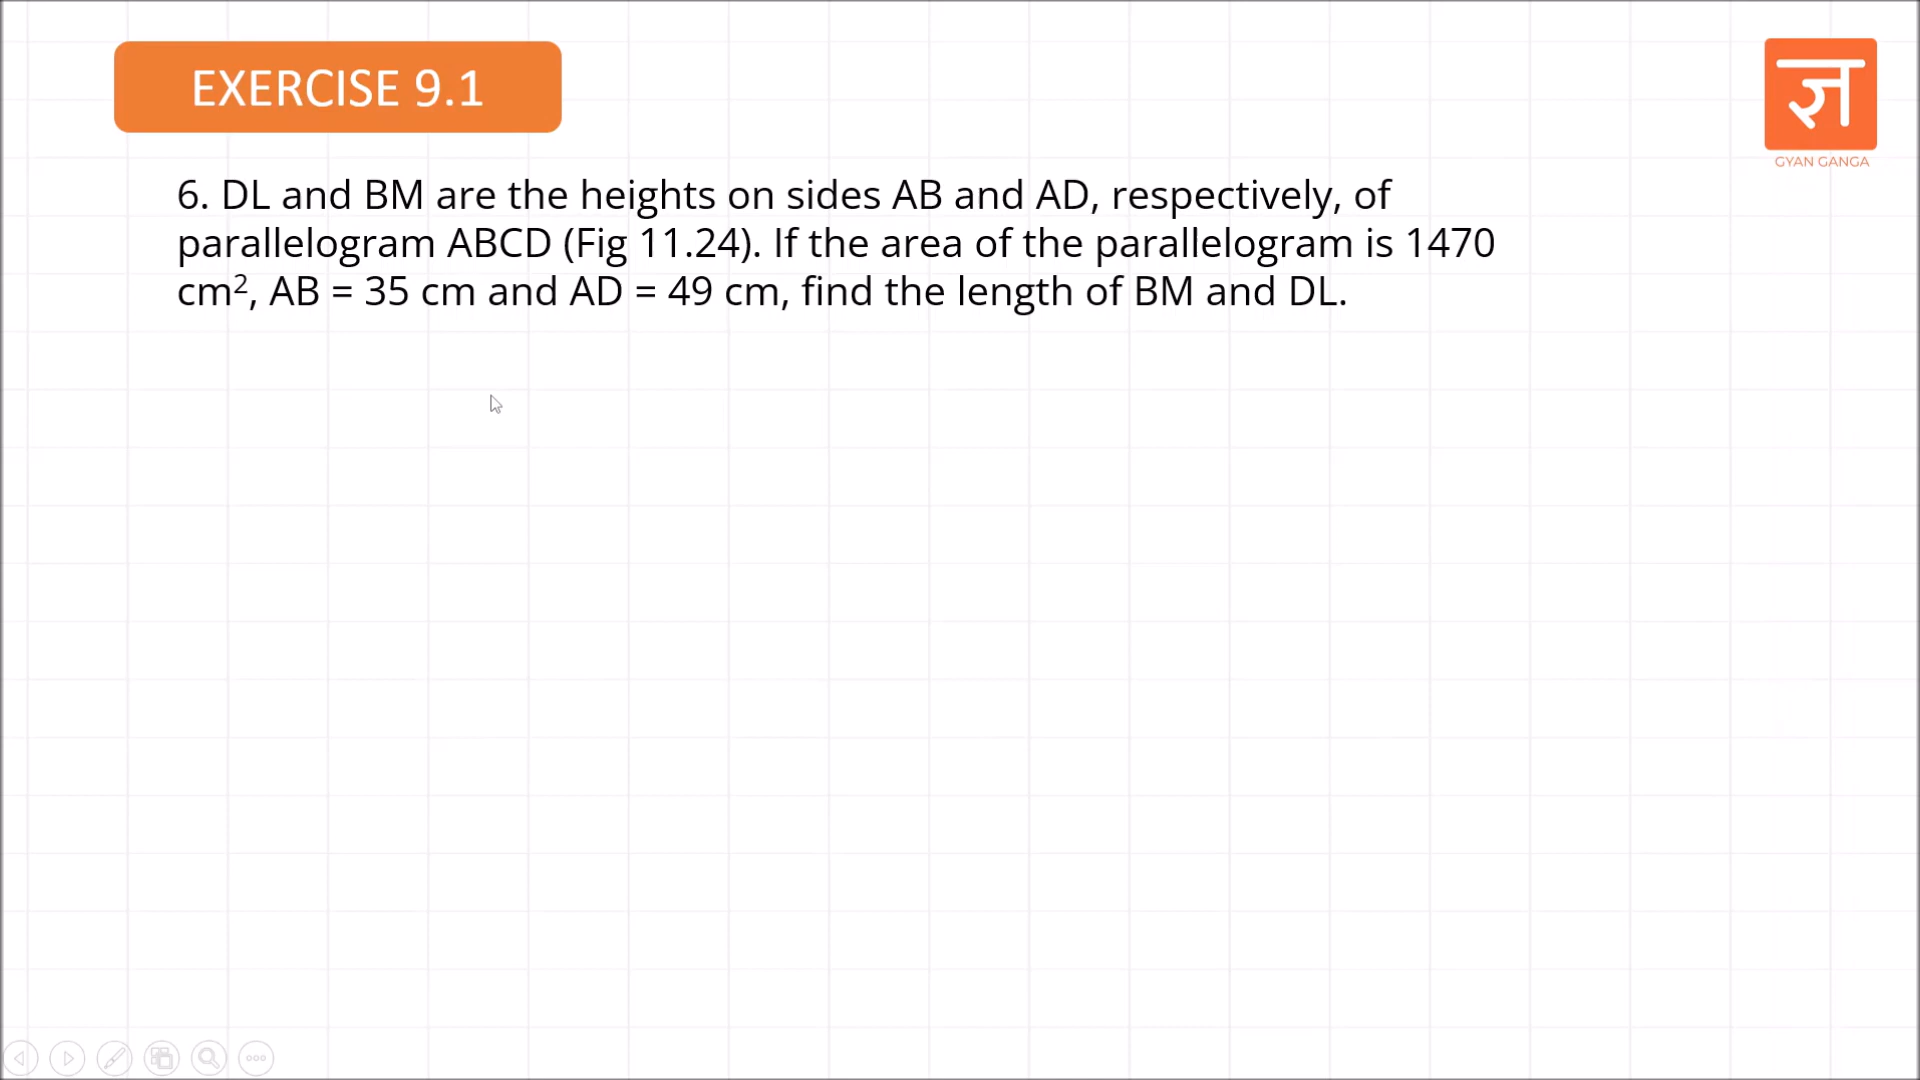 EXERCISE 9.1
ज्ञ
GYAN GANGA
6. DL and BM are the heights on sides AB and AD, respectively, of
parallelogram ABCD (Fig 11.24). If the area of the parallelogram is 1470
cm², AB = 35 cm and AD = 49 cm, find the length of BM and DL.